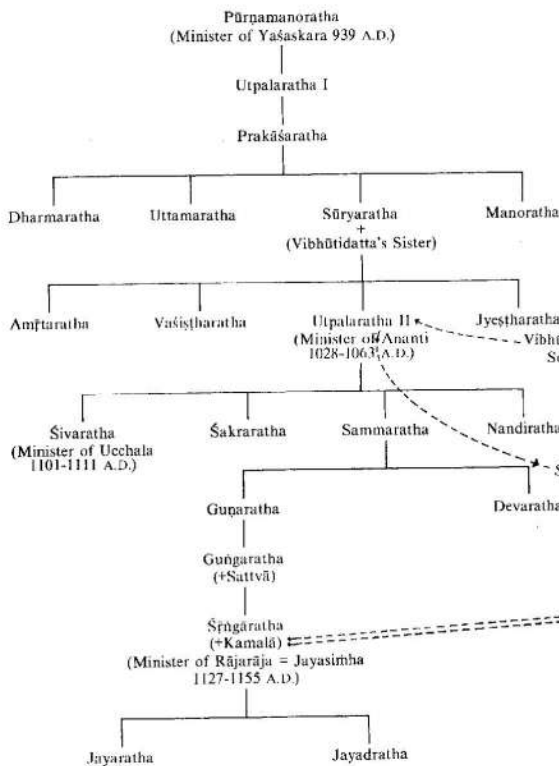 Pūrṇamanoratha
(Minister of Yaśaskara 939 A.D.)
Utpalaratha I
Prakāśaratha
Dharmaratha Uttamaratha Sūryaratha Manoratha
+
(Vibhūtidatta's Sister)
Amṛtaratha Vaśiṣṭharatha Utpalaratha II Jyeṣṭharatha
(Minister of Ananti Vibhū
1028-1063 A.D.) So
Śivaratha Śakraratha Sammaratha Nandiratha
(Minister of Ucchala
1101-1111 A.D.) S
Guṇaratha Devaratha
Guṅgaratha
(+Sattvā)
Śṛṅgāratha
(+Kamalā)
(Minister of Rājarāja = Jayasiṁha
1127-1155 A.D.)
Jayaratha Jayadratha